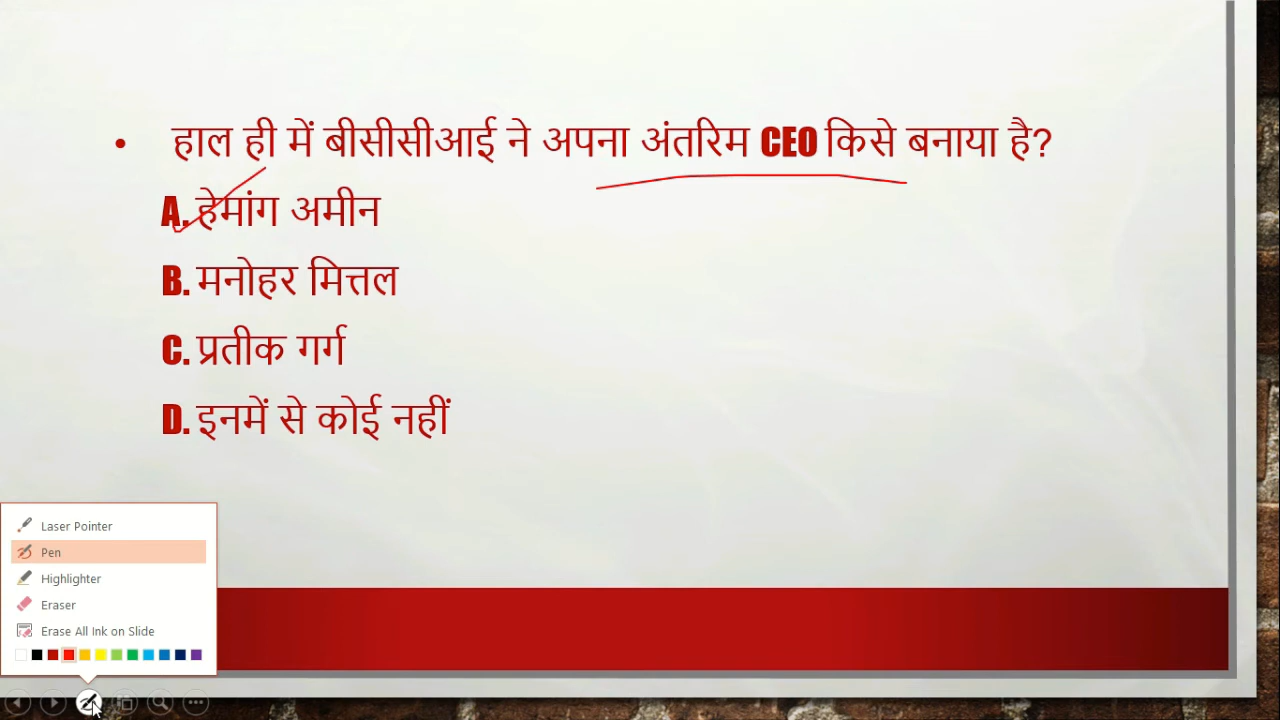 • हाल ही में बीसीसीआई ने अपना अंतरिम CEO किसे बनाया है?
A. हेमांग अमीन
B. मनोहर मित्तल
C. प्रतीक गर्ग
D. इनमें से कोई नहीं
Laser Pointer
Pen
Highlighter
Eraser
Erase All Ink on Slide